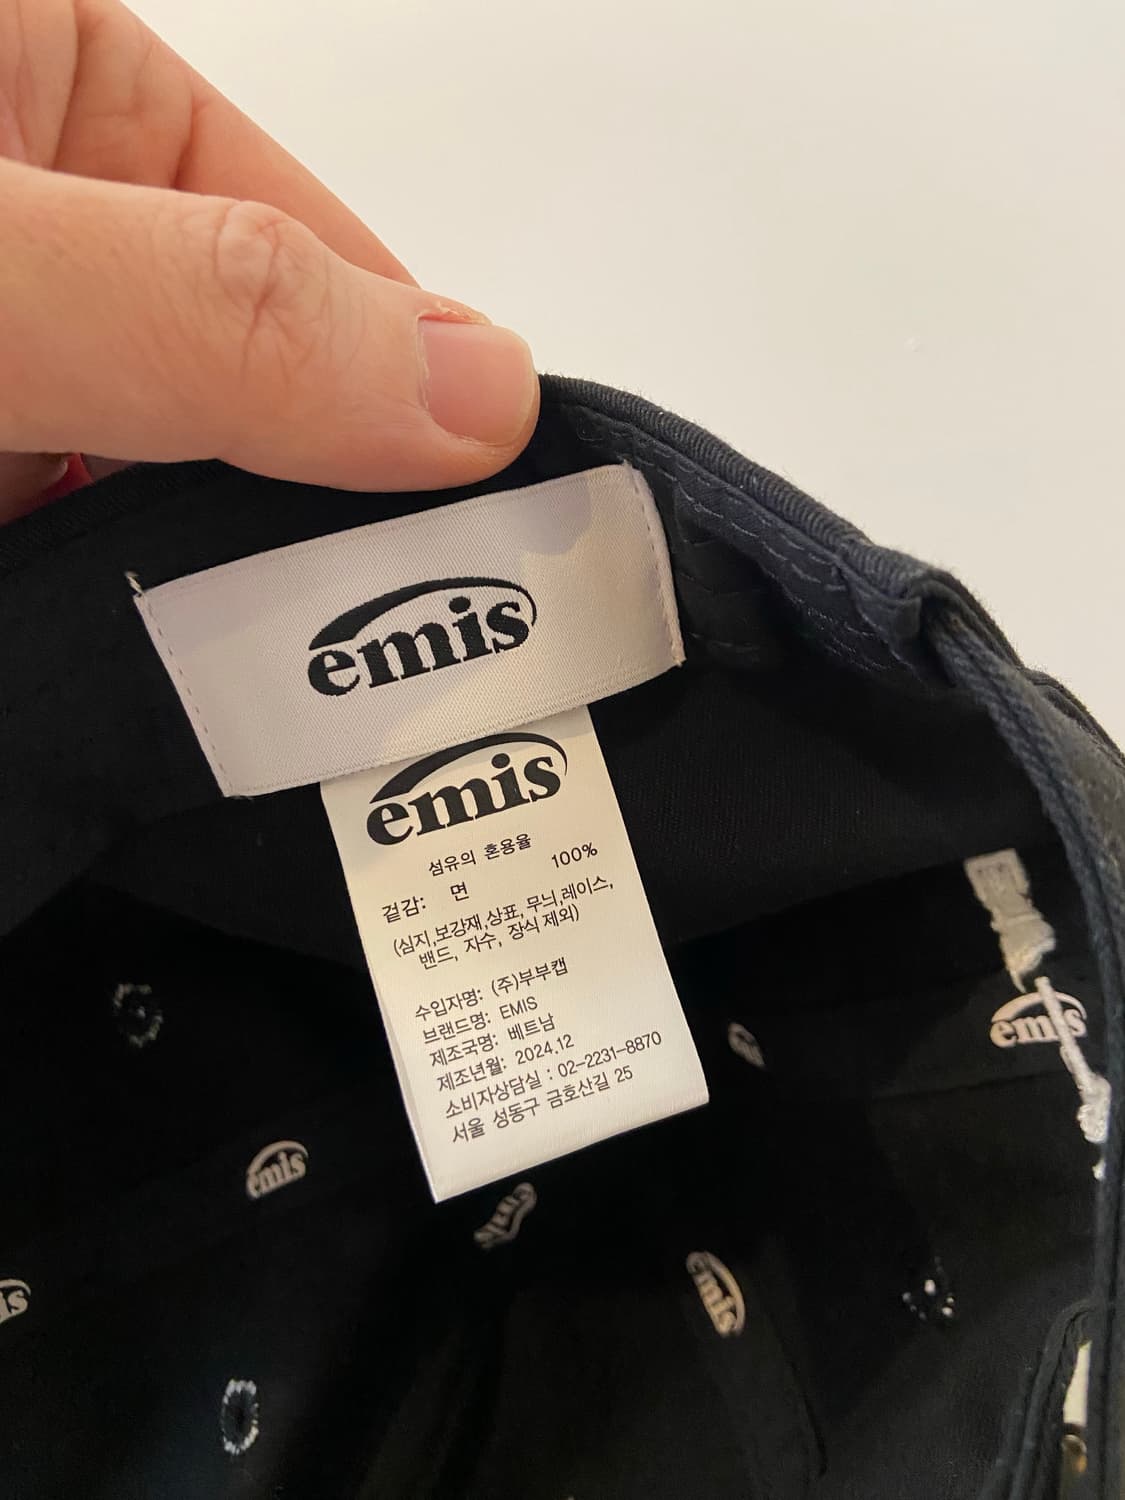 emis
emis
섬유의 혼용율
겉감: 면 100%
(심지,보강재,상표, 무늬,레이스,
밴드, 자수, 장식 제외)
수입자명: (주)부부캡
브랜드명: EMIS
제조국명: 베트남
제조년월: 2024.12
소비자상담실 : 02-2231-8870
서울 성동구 금호산길 25
emis
emis
emis
emis
is